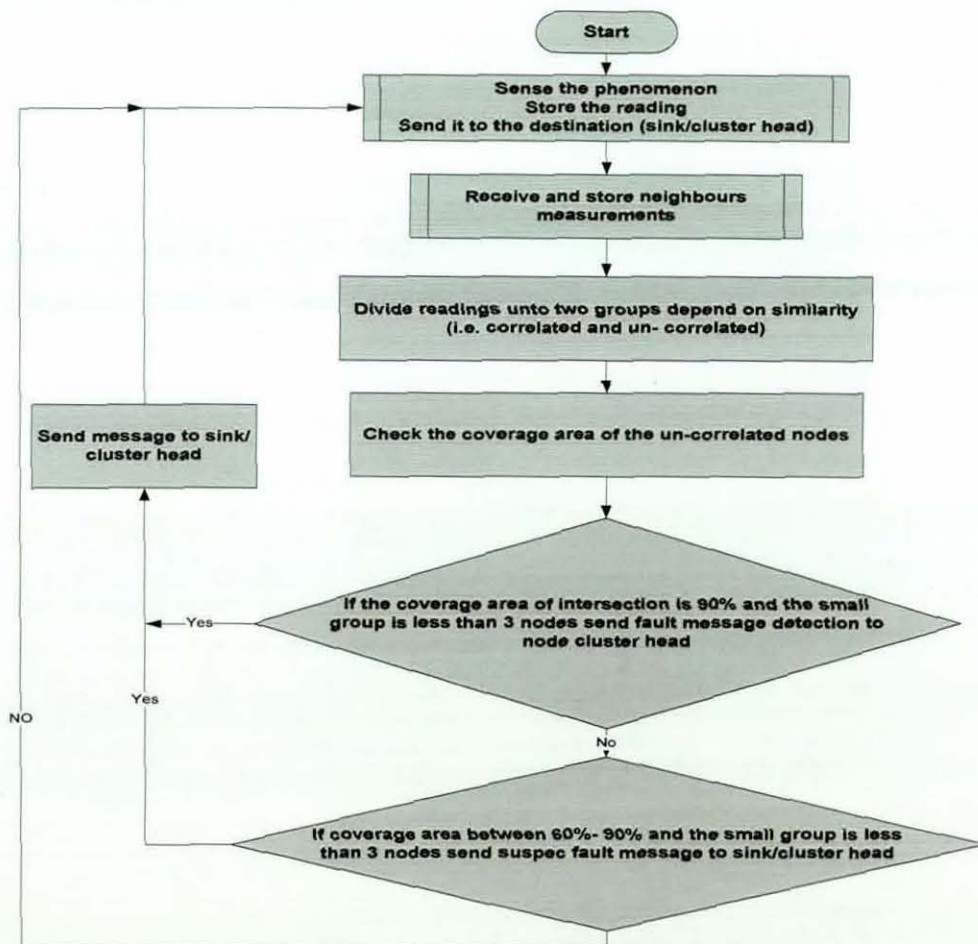 Start
Sense the phenomenon
Store the reading
Send it to the destination (sink/cluster head)
Receive and store neighbours
measurements
Divide readings unto two groups depend on similarity
(i.e. correlated and un- correlated)
Send message to sink/
cluster head
Check the coverage area of the un-correlated nodes
If the coverage area of intersection is 90% and the small
group is less than 3 nodes send fault message detection to
node cluster head
Yes
No
Yes
NO
If coverage area between 60%- 90% and the small group is less
than 3 nodes send suspec fault message to sink/cluster head